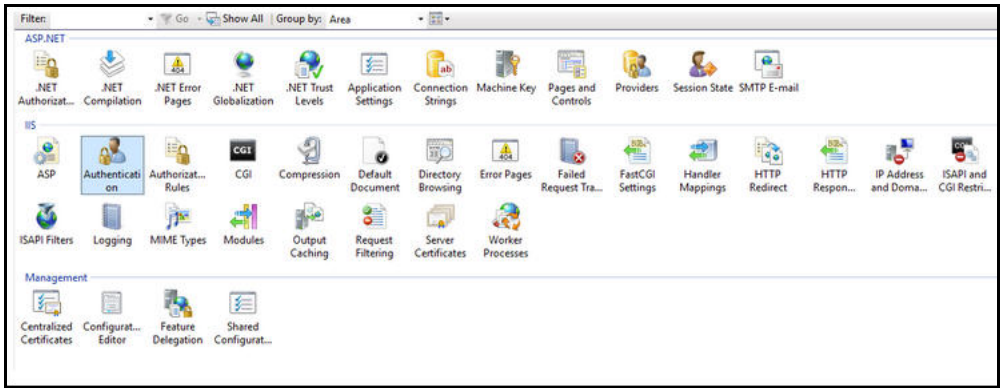 Filter: Go Show All Group by: Area
ASP.NET
.NET Authorizat... .NET Compilation .NET Error Pages .NET Globalization .NET Trust Levels Application Settings Connection Strings Machine Key Pages and Controls Providers Session State SMTP E-mail
IIS
ASP Authenticati on Authorizat... Rules CGI Compression Default Document Directory Browsing Error Pages Failed Request Tra... FastCGI Settings Handler Mappings HTTP Redirect HTTP Respon... IP Address and Doma... ISAPI and CGI Restri...
ISAPI Filters Logging MIME Types Modules Output Caching Request Filtering Server Certificates Worker Processes
Management
Centralized Certificates Configurat... Editor Feature Delegation Shared Configurat...